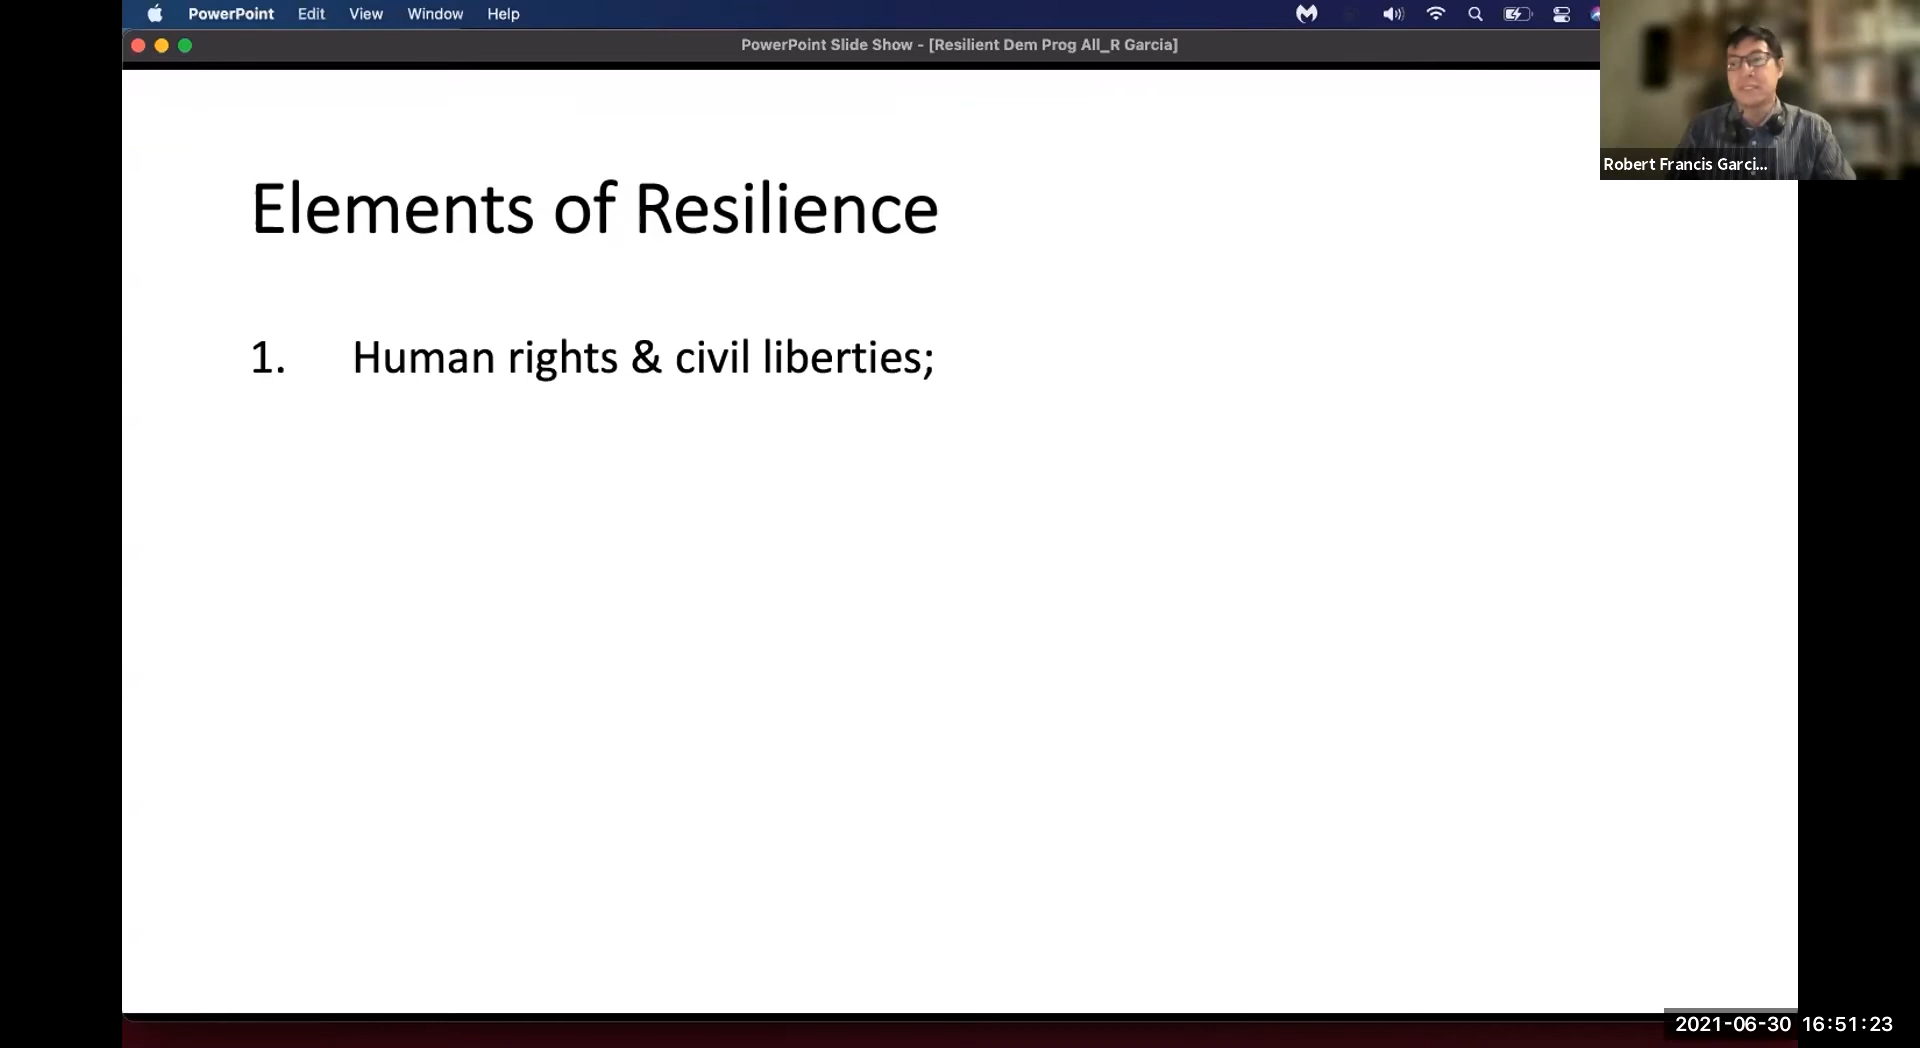 PowerPoint Edit View Window Help
PowerPoint Slide Show - [Resilient Dem Prog All_R Garcia]
Robert Francis Garci...
Elements of Resilience
1. Human rights & civil liberties;
2021-06-30 16:51:23